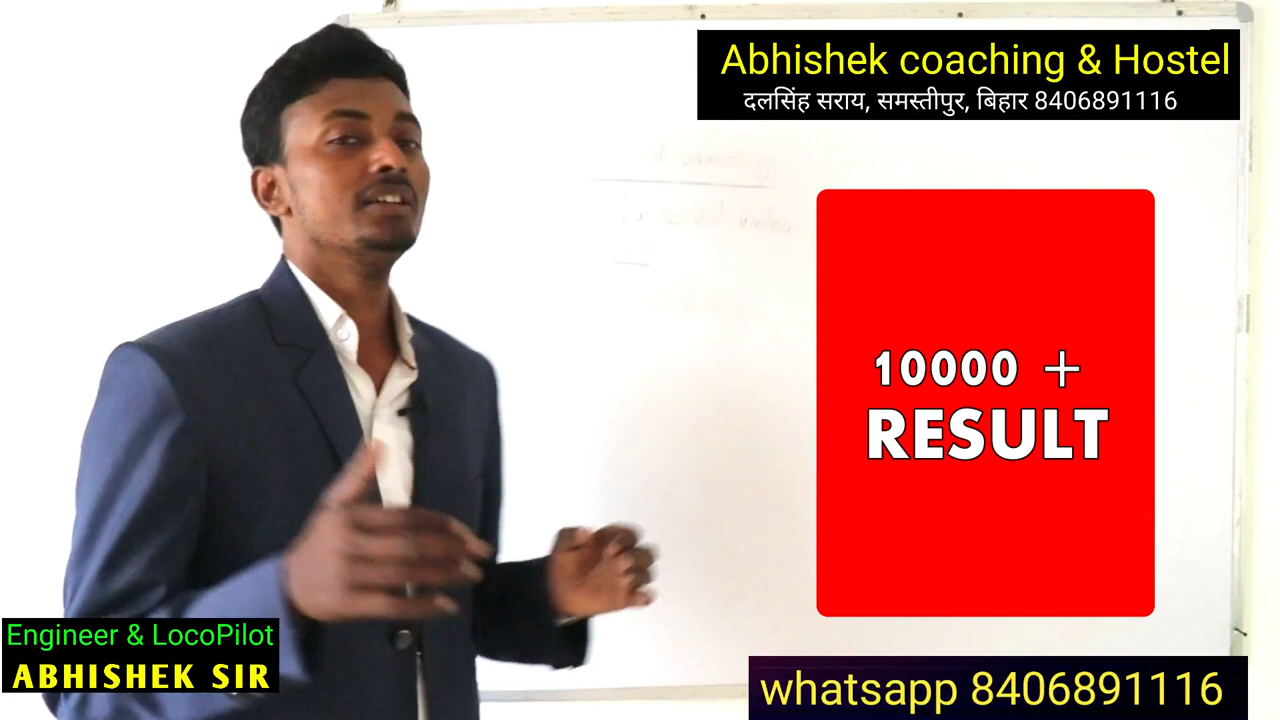 Abhishek coaching & Hostel
दलसिंह सराय, समस्तीपुर, बिहार 8406891116
10000 +
RESULT
Engineer & LocoPilot
ABHISHEK SIR
whatsapp 8406891116